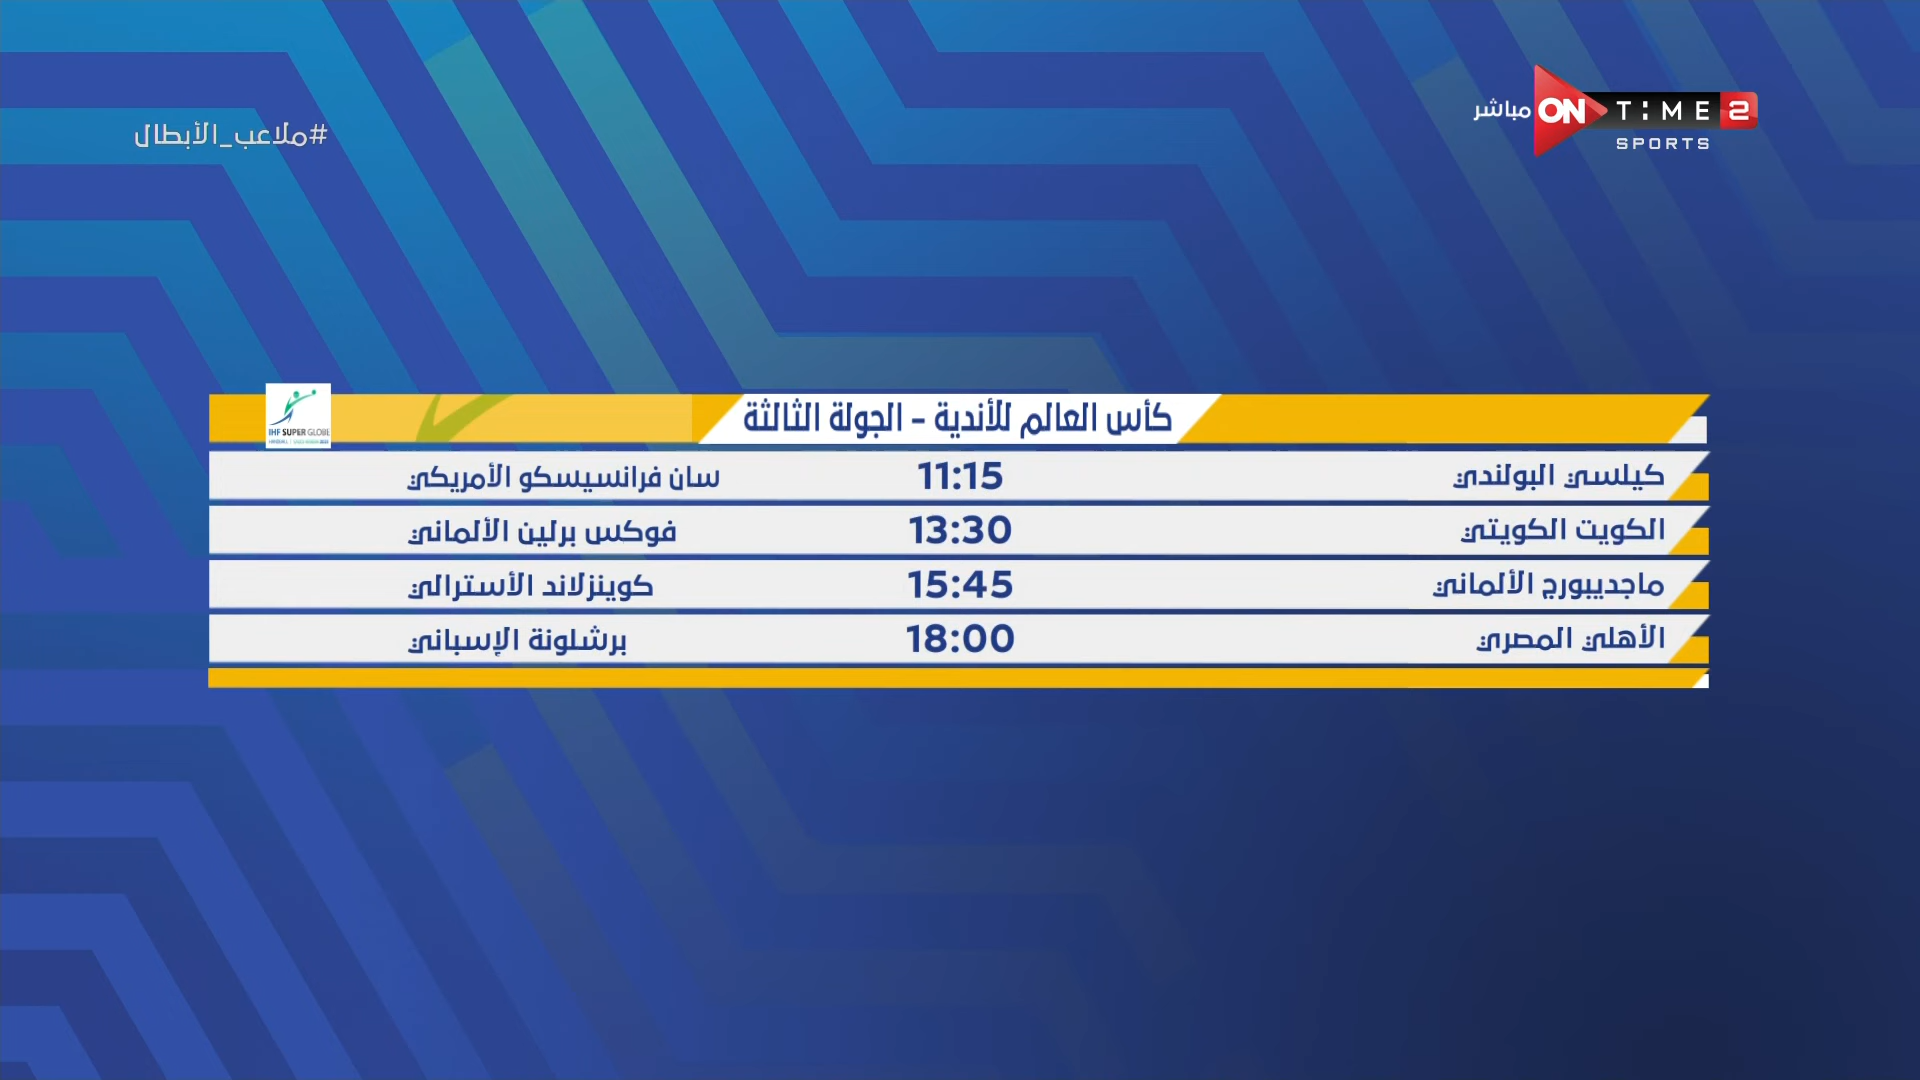 #ملاعب_الأبطال
مباشر ON TIME 2
SPORTS
كأس العالم للأندية - الجولة الثالثة
IHF SUPER GLOBE
كيلسي البولندي 11:15 سان فرانسيسكو الأمريكي
الكويت الكويتي 13:30 فوكس برلين الألماني
ماجديبورج الألماني 15:45 كوينزلاند الأسترالي
الأهلي المصري 18:00 برشلونة الإسباني